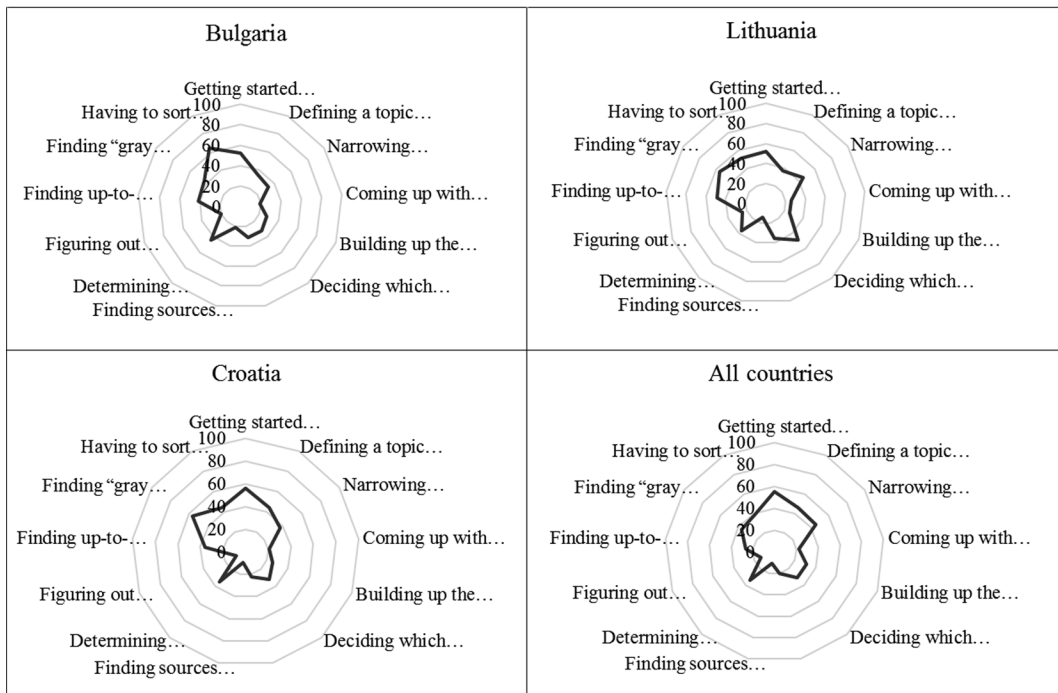 Bulgaria
Getting started…
Having to sort…
100
Defining a topic…
Finding “gray…
80
Narrowing…
60
40
Finding up-to-…
20
Coming up with…
0
Figuring out…
Building up the…
Determining…
Deciding which…
Finding sources…
Lithuania
Getting started…
Having to sort…
100
Defining a topic…
Finding “gray…
80
Narrowing…
60
40
Finding up-to-…
20
Coming up with…
0
Figuring out…
Building up the…
Determining…
Deciding which…
Finding sources…
Croatia
Getting started…
Having to sort…
100
Defining a topic…
Finding “gray…
80
Narrowing…
60
40
Finding up-to-…
20
Coming up with…
0
Figuring out…
Building up the…
Determining…
Deciding which…
Finding sources…
All countries
Getting started…
Having to sort…
100
Defining a topic…
Finding “gray…
80
Narrowing…
60
40
Finding up-to-…
20
Coming up with…
0
Figuring out…
Building up the…
Determining…
Deciding which…
Finding sources…